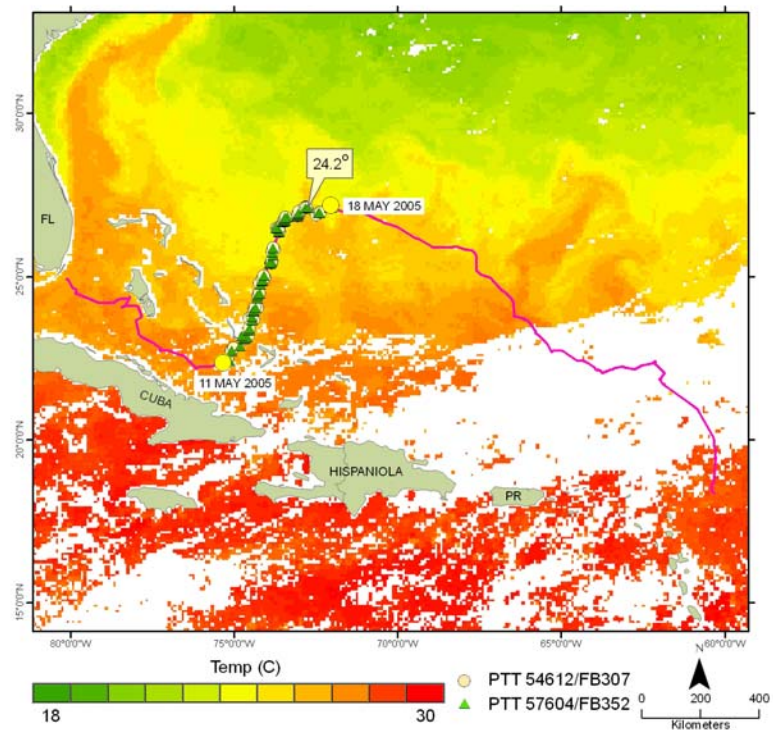 30°0'0"N
25°0'0"N
20°0'0"N
15°0'0"N
24.2°
18 MAY 2005
FL
11 MAY 2005
CUBA
HISPANIOLA
PR
80°0'0"W
75°0'0"W
70°0'0"W
65°0'0"W
60°0'0"W
Temp (C)
18
30
PTT 54612/FB307
PTT 57604/FB352
N
0 200 400
Kilometers